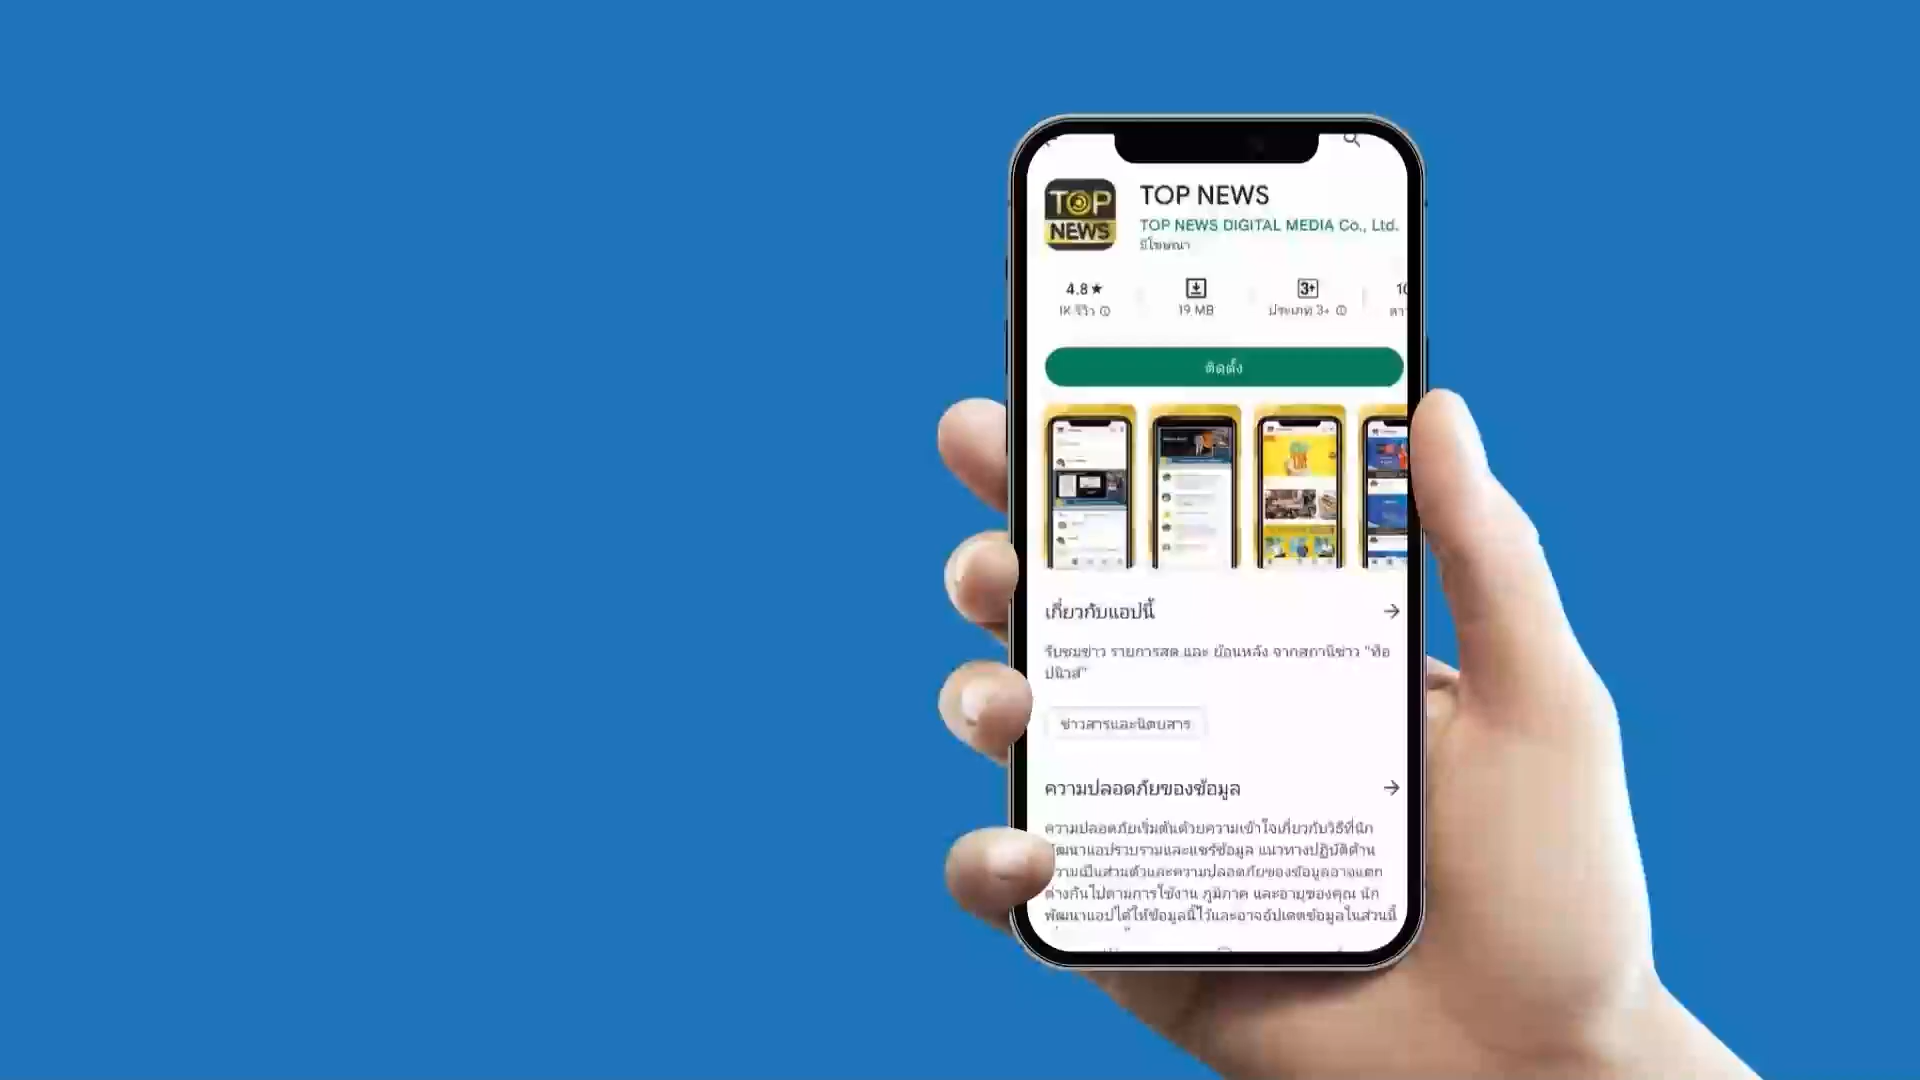 TOP
NEWS
TOP NEWS
TOP NEWS DIGITAL MEDIA Co., Ltd.
มีโฆษณา
4.8★
1K รีวิว
19 MB
3+
ประเภท 3+
ติดตั้ง
เกี่ยวกับแอปนี้
รับชมข่าว รายการสด และ ย้อนหลัง จากสถานีข่าว "ท็อ
ปนิวส์"
ข่าวสารและนิตยสาร
ความปลอดภัยของข้อมูล
ความปลอดภัยเริ่มต้นด้วยความเข้าใจเกี่ยวกับวิธีที่นัก
พัฒนาแอปรวบรวมและแชร์ข้อมูล แนวทางปฏิบัติด้าน
ความเป็นส่วนตัวและความปลอดภัยของข้อมูลอาจแตก
ต่างกันไปตามการใช้งาน ภูมิภาค และอายุของคุณ นัก
พัฒนาแอปได้ให้ข้อมูลนี้ไว้และอาจอัปเดตข้อมูลในส่วนนี้